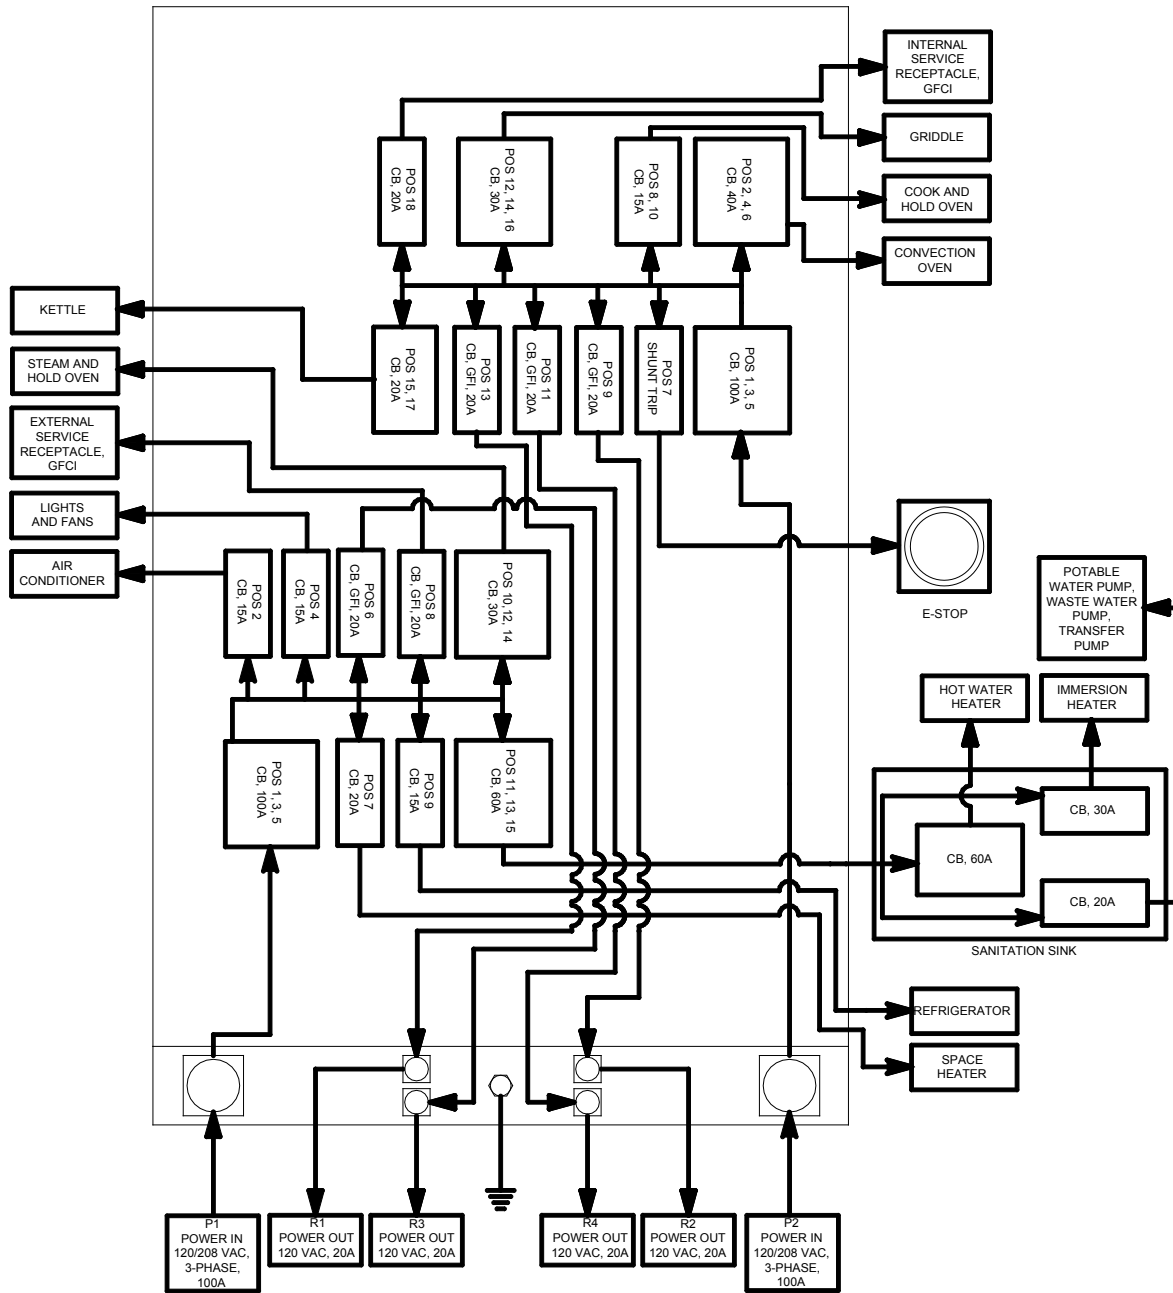 INTERNAL
SERVICE
RECEPTACLE,
GFCI
GRIDDLE
COOK AND
HOLD OVEN
CONVECTION
OVEN
POS 18
CB, 20A
POS 12, 14, 16
CB, 30A
POS 8, 10
CB, 15A
POS 2, 4, 6
CB, 40A
KETTLE
STEAM AND
HOLD OVEN
EXTERNAL
SERVICE
RECEPTACLE,
GFCI
LIGHTS
AND FANS
AIR
CONDITIONER
POS 15, 17
CB, 20A
POS 13
CB, GFI, 20A
POS 11
CB, GFI, 20A
POS 9
CB, GFI, 20A
POS 7
SHUNT TRIP
POS 1, 3, 5
CB, 100A
E-STOP
POTABLE
WATER PUMP,
WASTE WATER
PUMP,
TRANSFER
PUMP
POS 2
CB, 15A
POS 4
CB, 15A
POS 6
CB, GFI, 20A
POS 8
CB, GFI, 20A
POS 10, 12, 14
CB, 30A
HOT WATER
HEATER
IMMERSION
HEATER
POS 1, 3, 5
CB, 100A
POS 7
CB, 20A
POS 9
CB, 15A
POS 11, 13, 15
CB, 60A
CB, 30A
CB, 60A
CB, 20A
SANITATION SINK
REFRIGERATOR
SPACE
HEATER
P1
POWER IN
120/208 VAC,
3-PHASE,
100A
R1
POWER OUT
120 VAC, 20A
R3
POWER OUT
120 VAC, 20A
R4
POWER OUT
120 VAC, 20A
R2
POWER OUT
120 VAC, 20A
P2
POWER IN
120/208 VAC,
3-PHASE,
100A